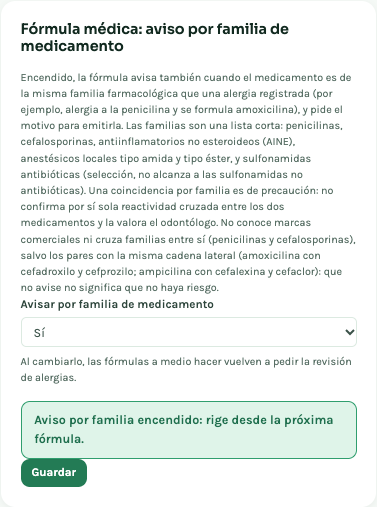 Fórmula médica: aviso por familia de
medicamento
Encendido, la fórmula avisa también cuando el medicamento es de
la misma familia farmacológica que una alergia registrada (por
ejemplo, alergia a la penicilina y se formula amoxicilina), y pide el
motivo para emitirla. Las familias son una lista corta: penicilinas,
cefalosporinas, antiinflamatorios no esteroideos (AINE),
anestésicos locales tipo amida y tipo éster, y sulfonamidas
antibióticas (selección, no alcanza a las sulfonamidas no
antibióticas). Una coincidencia por familia es de precaución: no
confirma por sí sola reactividad cruzada entre los dos
medicamentos y la valora el odontólogo. No conoce marcas
comerciales ni cruza familias entre sí (penicilinas y cefalosporinas),
salvo los pares con la misma cadena lateral (amoxicilina con
cefadroxilo y cefprozilo; ampicilina con cefalexina y cefaclor): que
no avise no significa que no haya riesgo.
Avisar por familia de medicamento
Sí
Al cambiarlo, las fórmulas a medio hacer vuelven a pedir la revisión
de alergias.
Aviso por familia encendido: rige desde la próxima
fórmula.
Guardar